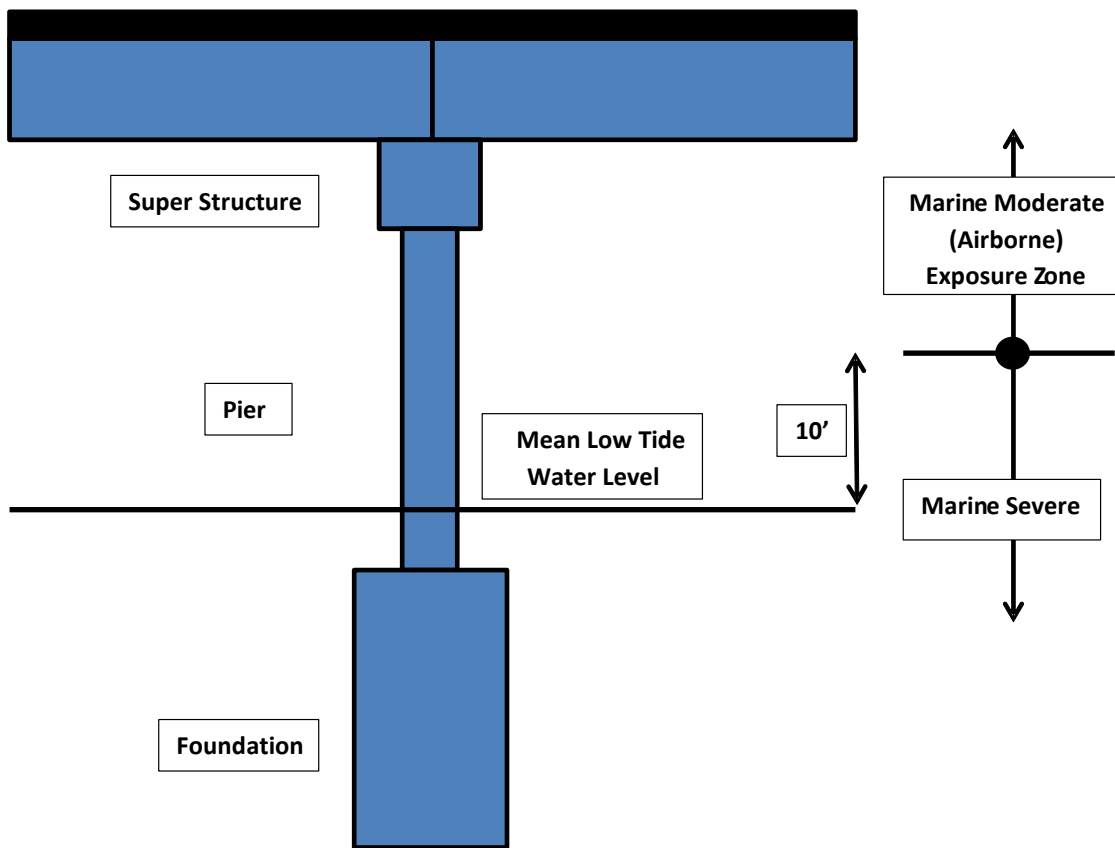 Super Structure
Marine Moderate
(Airborne)
Exposure Zone
Pier
Mean Low Tide
Water Level
10’
Marine Severe
Foundation